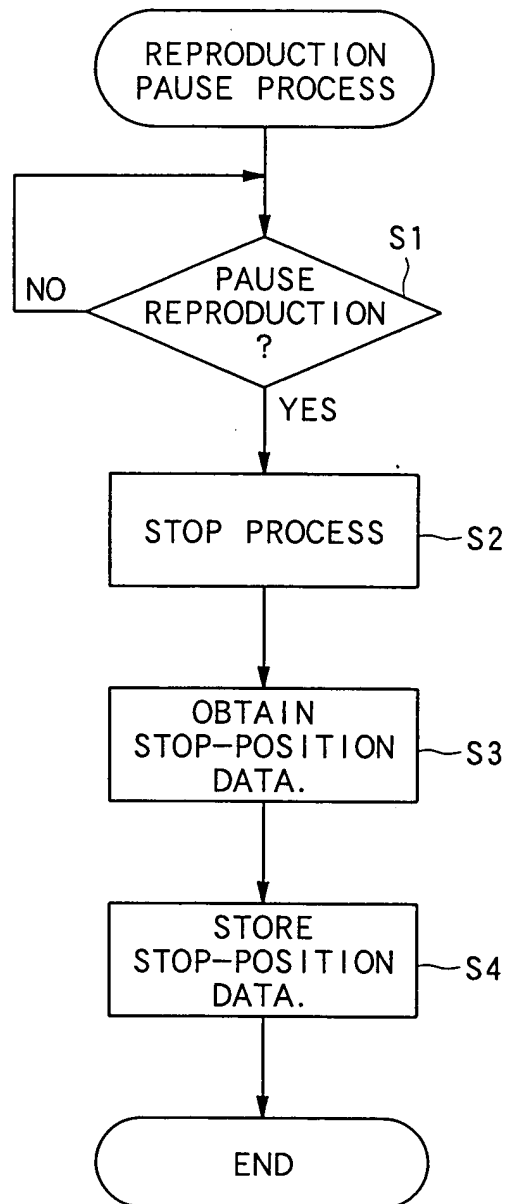 REPRODUCTION
PAUSE PROCESS
S1
PAUSE
REPRODUCTION
?
NO
YES
STOP PROCESS
S2
OBTAIN
STOP-POSITION
DATA.
S3
STORE
STOP-POSITION
DATA.
S4
END